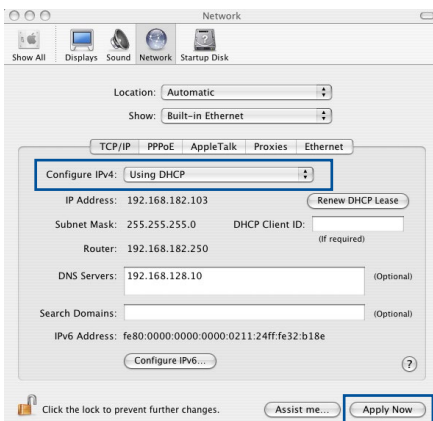 Network
Show All Displays Sound Network Startup Disk
Location: Automatic
Show: Built-in Ethernet
TCP/IP PPPoE AppleTalk Proxies Ethernet
Configure IPv4: Using DHCP
IP Address: 192.168.182.103 Renew DHCP Lease
Subnet Mask: 255.255.255.0 DHCP Client ID:
(If required)
Router: 192.168.182.250
DNS Servers: 192.168.128.10 (Optional)
Search Domains: (Optional)
IPv6 Address: fe80:0000:0000:0000:0211:24ff:fe32:b18e
Configure IPv6... ?
Click the lock to prevent further changes. Assist me... Apply Now